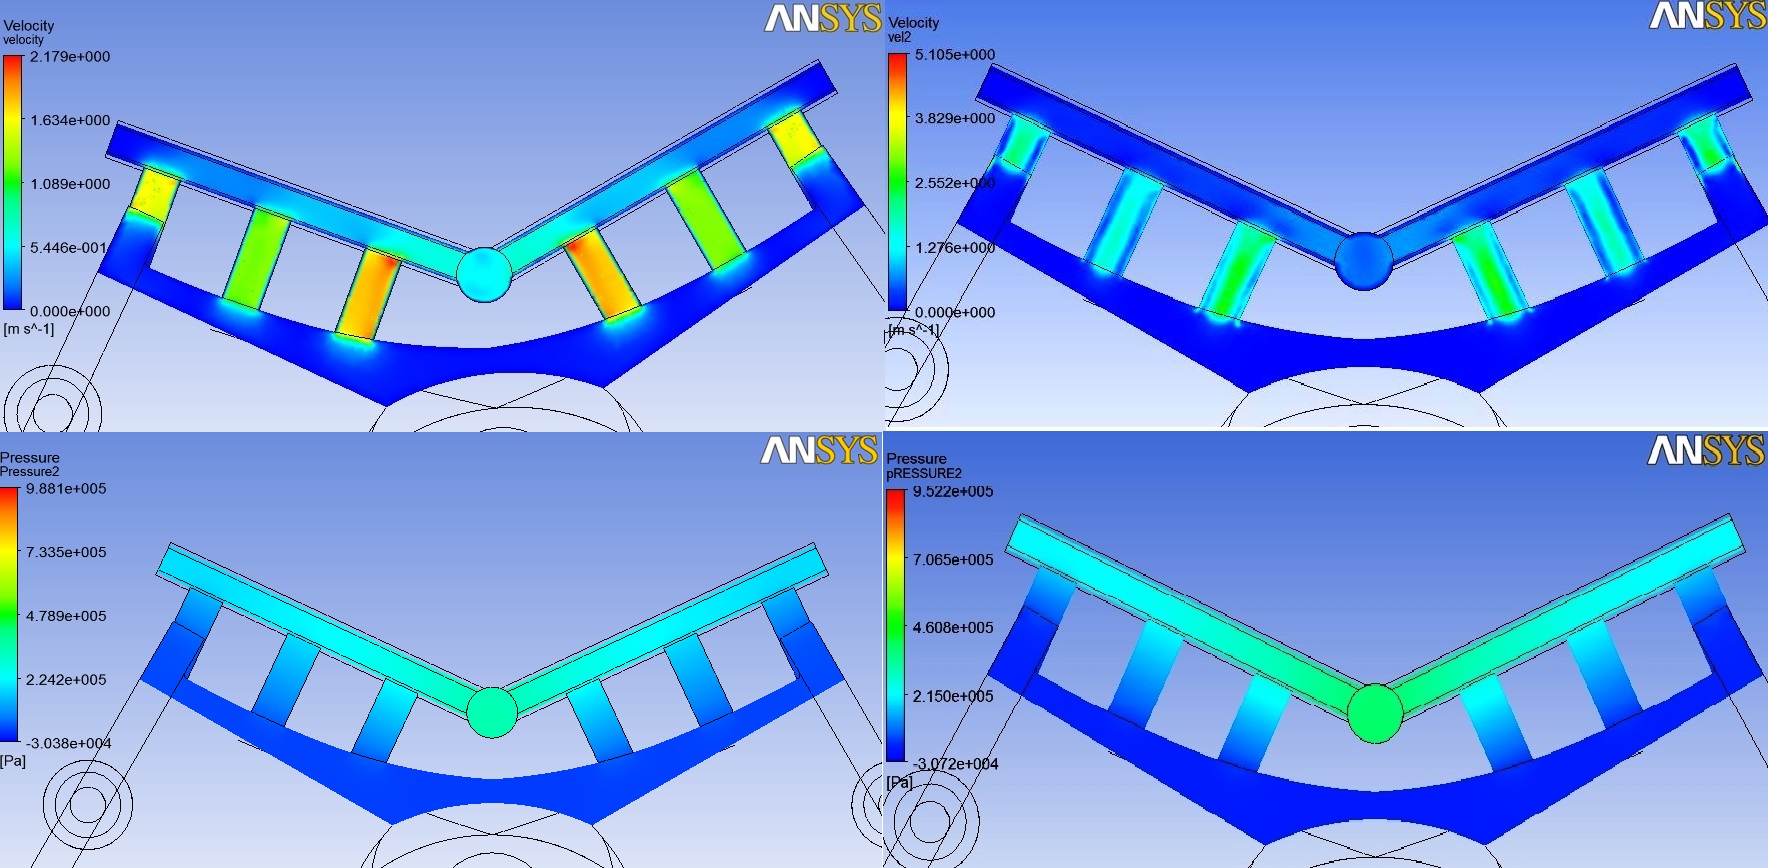 ANSYS
Velocity
velocity
2.179e+000
1.634e+000
1.089e+000
5.446e-001
0.000e+000
[m s^-1]
ANSYS
Velocity
vel2
5.105e+000
3.829e+000
2.552e+000
1.276e+000
0.000e+000
[m s^-1]
ANSYS
Pressure
Pressure2
9.881e+005
7.335e+005
4.789e+005
2.242e+005
-3.038e+004
[Pa]
ANSYS
Pressure
pRESSURE2
9.522e+005
7.065e+005
4.608e+005
2.150e+005
-3.072e+004
[Pa]